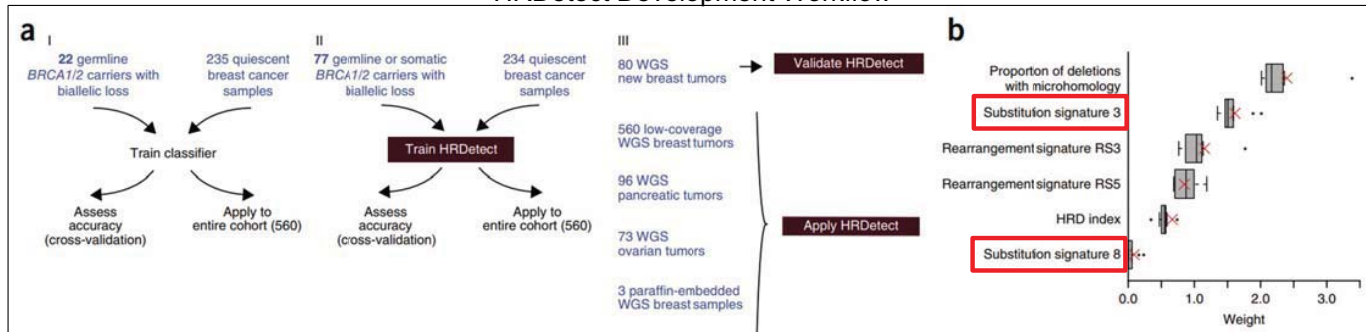 HRDetect Development Workflow
a
I
22 germline
BRCA1/2 carriers with
biallelic loss
235 quiescent
breast cancer
samples
Train classifier
Assess
accuracy
(cross-validation)
Apply to
entire cohort (560)
II
77 germline or somatic
BRCA1/2 carriers with
biallelic loss
234 quiescent
breast cancer
samples
Train HRDetect
Assess
accuracy
(cross-validation)
Apply to
entire cohort (560)
III
80 WGS
new breast tumors
Validate HRDetect
560 low-coverage
WGS breast tumors
96 WGS
pancreatic tumors
73 WGS
ovarian tumors
3 paraffin-embedded
WGS breast samples
Apply HRDetect
b
Proportion of deletions
with microhomology
Substitution signature 3
Rearrangement signature RS3
Rearrangement signature RS5
HRD index
Substitution signature 8
0.0 1.0 2.0 3.0
Weight